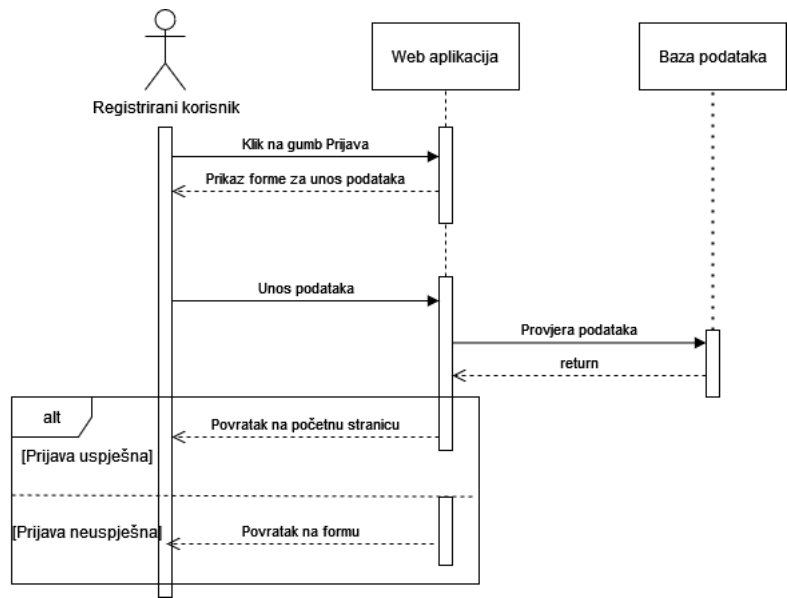 Web aplikacija
Baza podataka
Registrirani korisnik
Klik na gumb Prijava
Prikaz forme za unos podataka
Unos podataka
Provjera podataka
return
alt
Povratak na početnu stranicu
[Prijava uspješna]
[Prijava neuspješna]
Povratak na formu